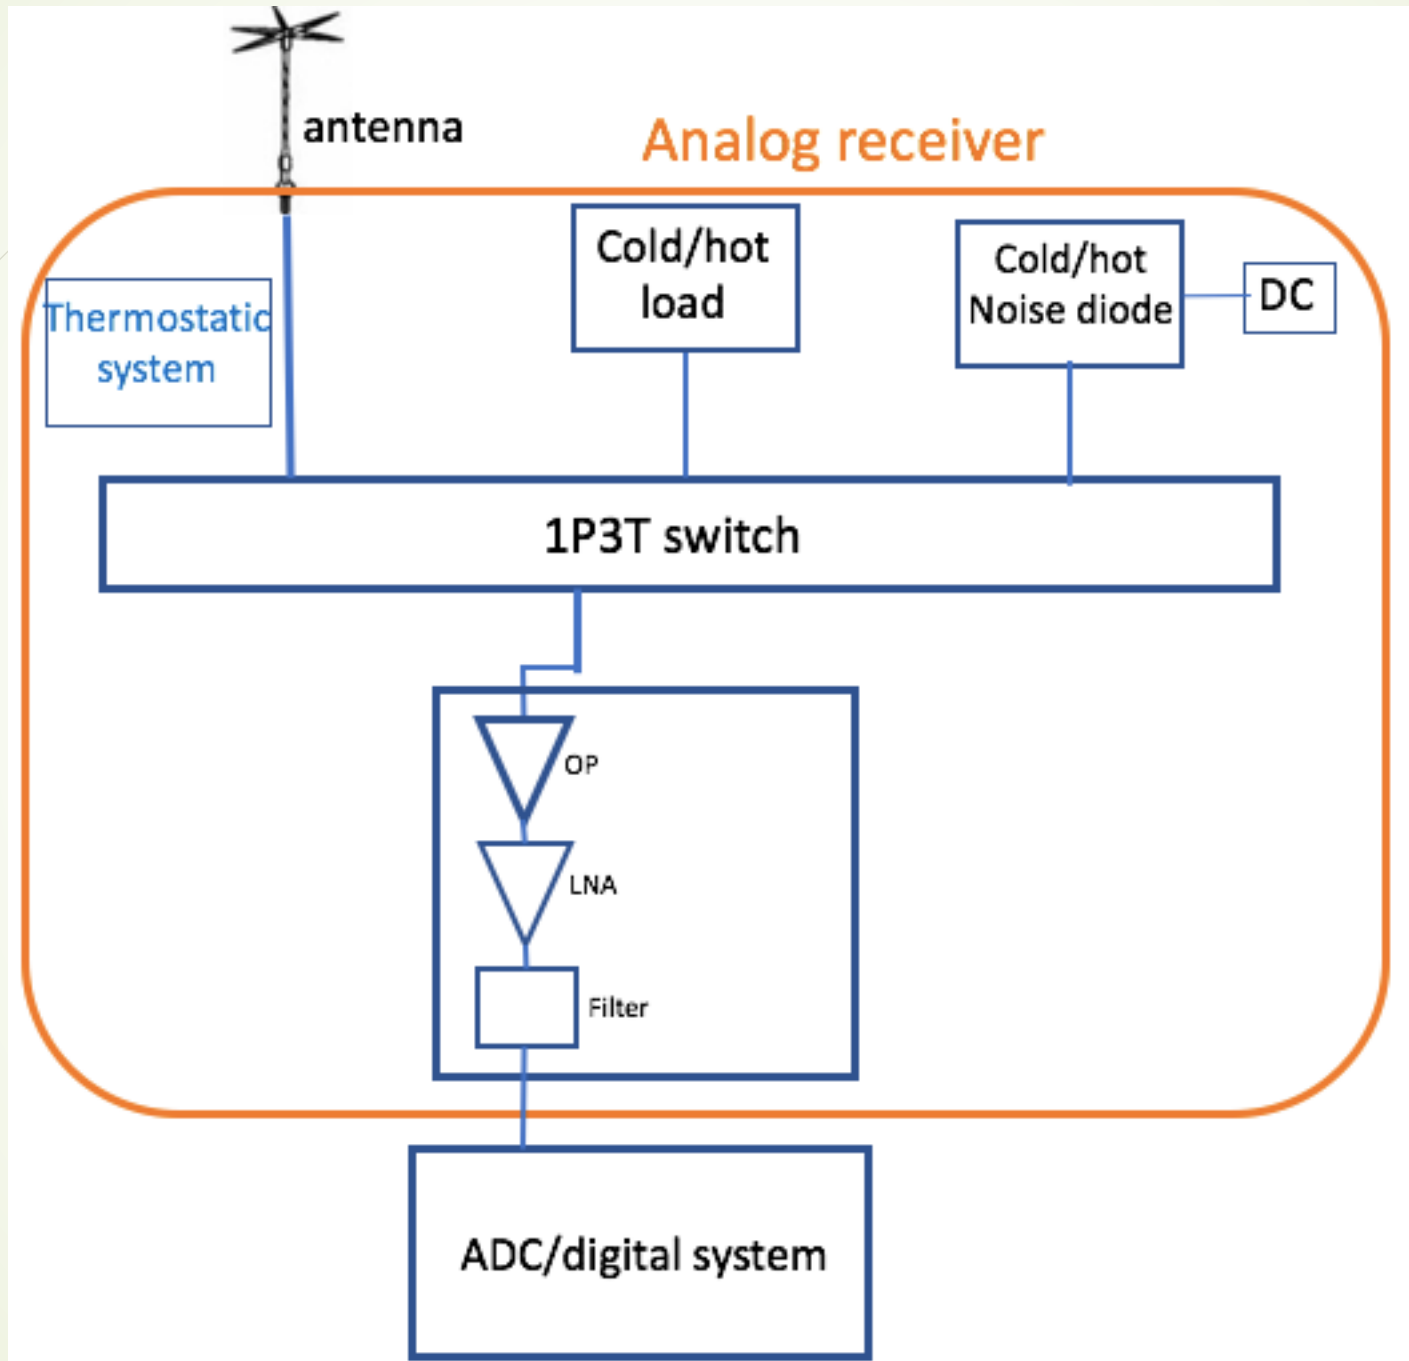 antenna
Analog receiver
Thermostatic
system
Cold/hot
load
Cold/hot
Noise diode
DC
1P3T switch
OP
LNA
Filter
ADC/digital system